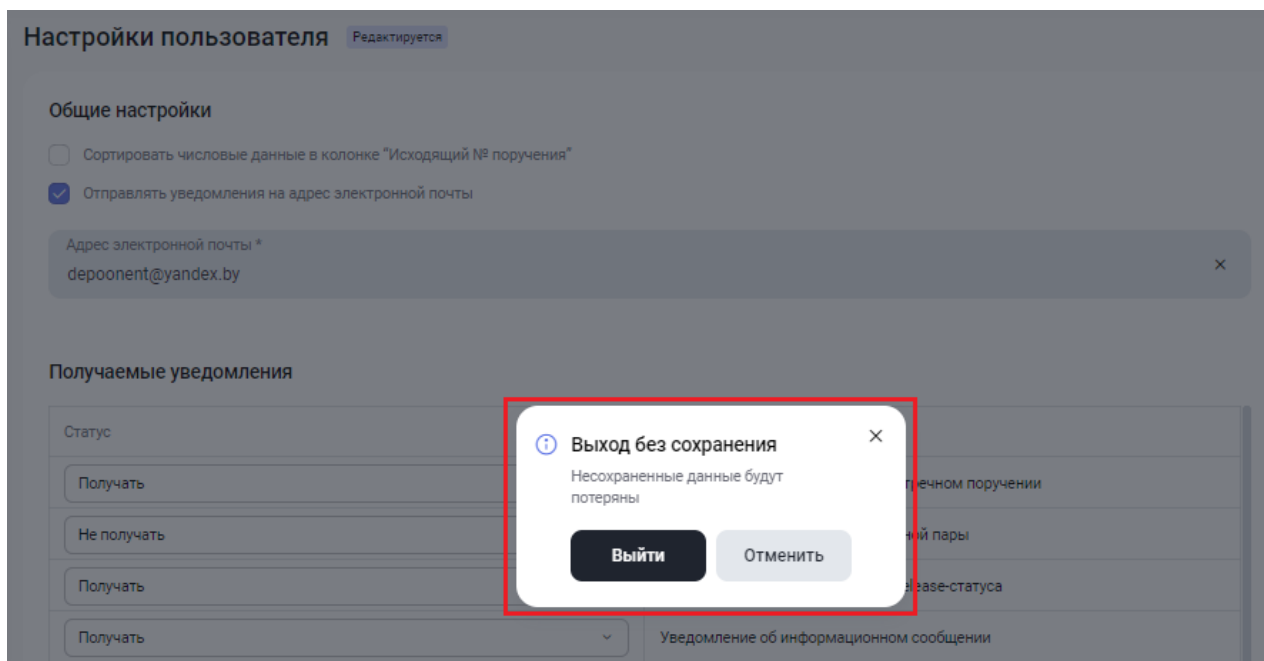 Настройки пользователя Редактируется
Общие настройки
Сортировать числовые данные в колонке "Исходящий № поручения"
Отправлять уведомления на адрес электронной почты
Адрес электронной почты *
depoonent@yandex.by
Получаемые уведомления
Статус
Выход без сохранения
Несохраненные данные будут
потеряны
Выйти Отменить
Получать
поручении
Не получать
пары
Получать
Получать Уведомление об информационном сообщении